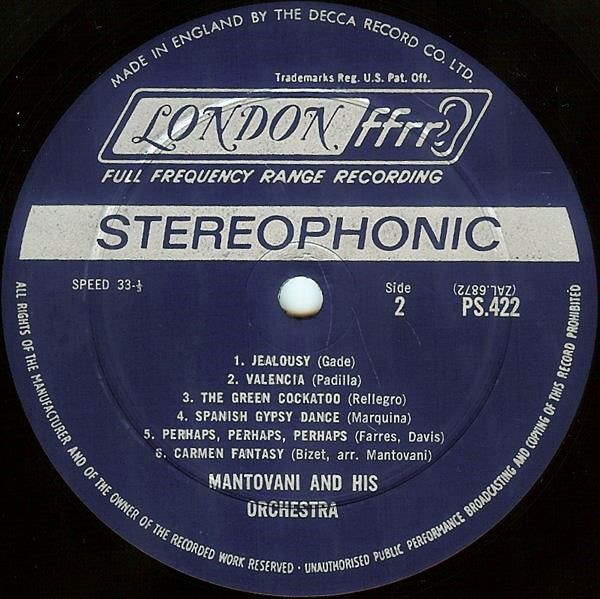 MADE IN ENGLAND BY THE DECCA RECORD CO. LTD.
Trademarks Reg. U.S. Pat. Off.
LONDON ffrr
FULL FREQUENCY RANGE RECORDING
STEREOPHONIC
SPEED 33-⅓
Side 2
(ZAL.6872)
PS.422
1. JEALOUSY (Gade)
2. VALENCIA (Padilla)
3. THE GREEN COCKATOO (Rellegro)
4. SPANISH GYPSY DANCE (Marquina)
5. PERHAPS, PERHAPS, PERHAPS (Farres, Davis)
6. CARMEN FANTASY (Bizet, arr. Mantovani)
MANTOVANI AND HIS
ORCHESTRA
ALL RIGHTS OF THE MANUFACTURER AND OF THE OWNER OF THE RECORDED WORK RESERVED · UNAUTHORISED PUBLIC PERFORMANCE BROADCASTING AND COPYING OF THIS RECORD PROHIBITED